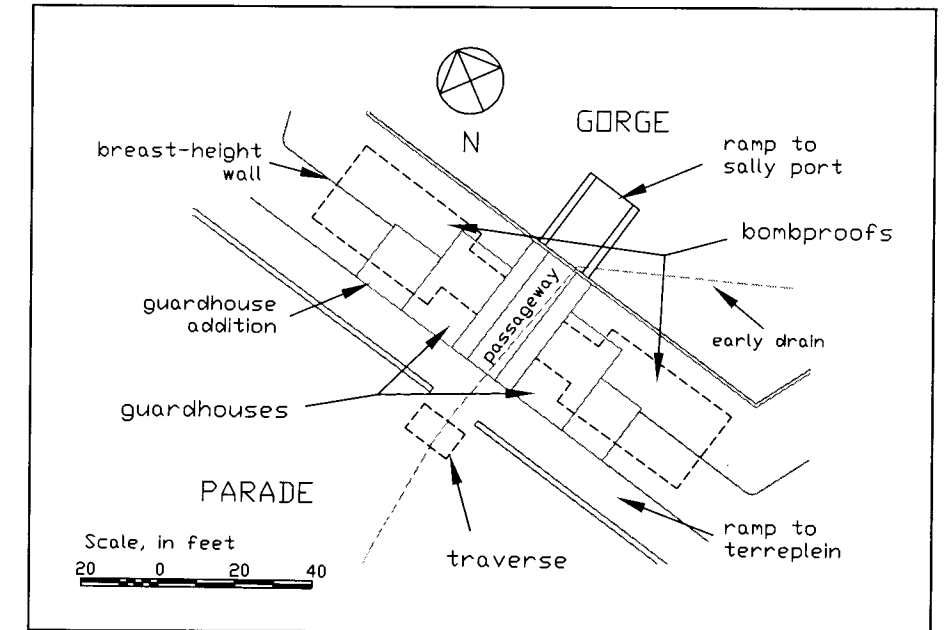 N
GORGE
breast-height
wall
ramp to
sally port
bombproofs
guardhouse
addition
passageway
early drain
guardhouses
PARADE
traverse
ramp to
terreplein
Scale, in feet
20 0 20 40